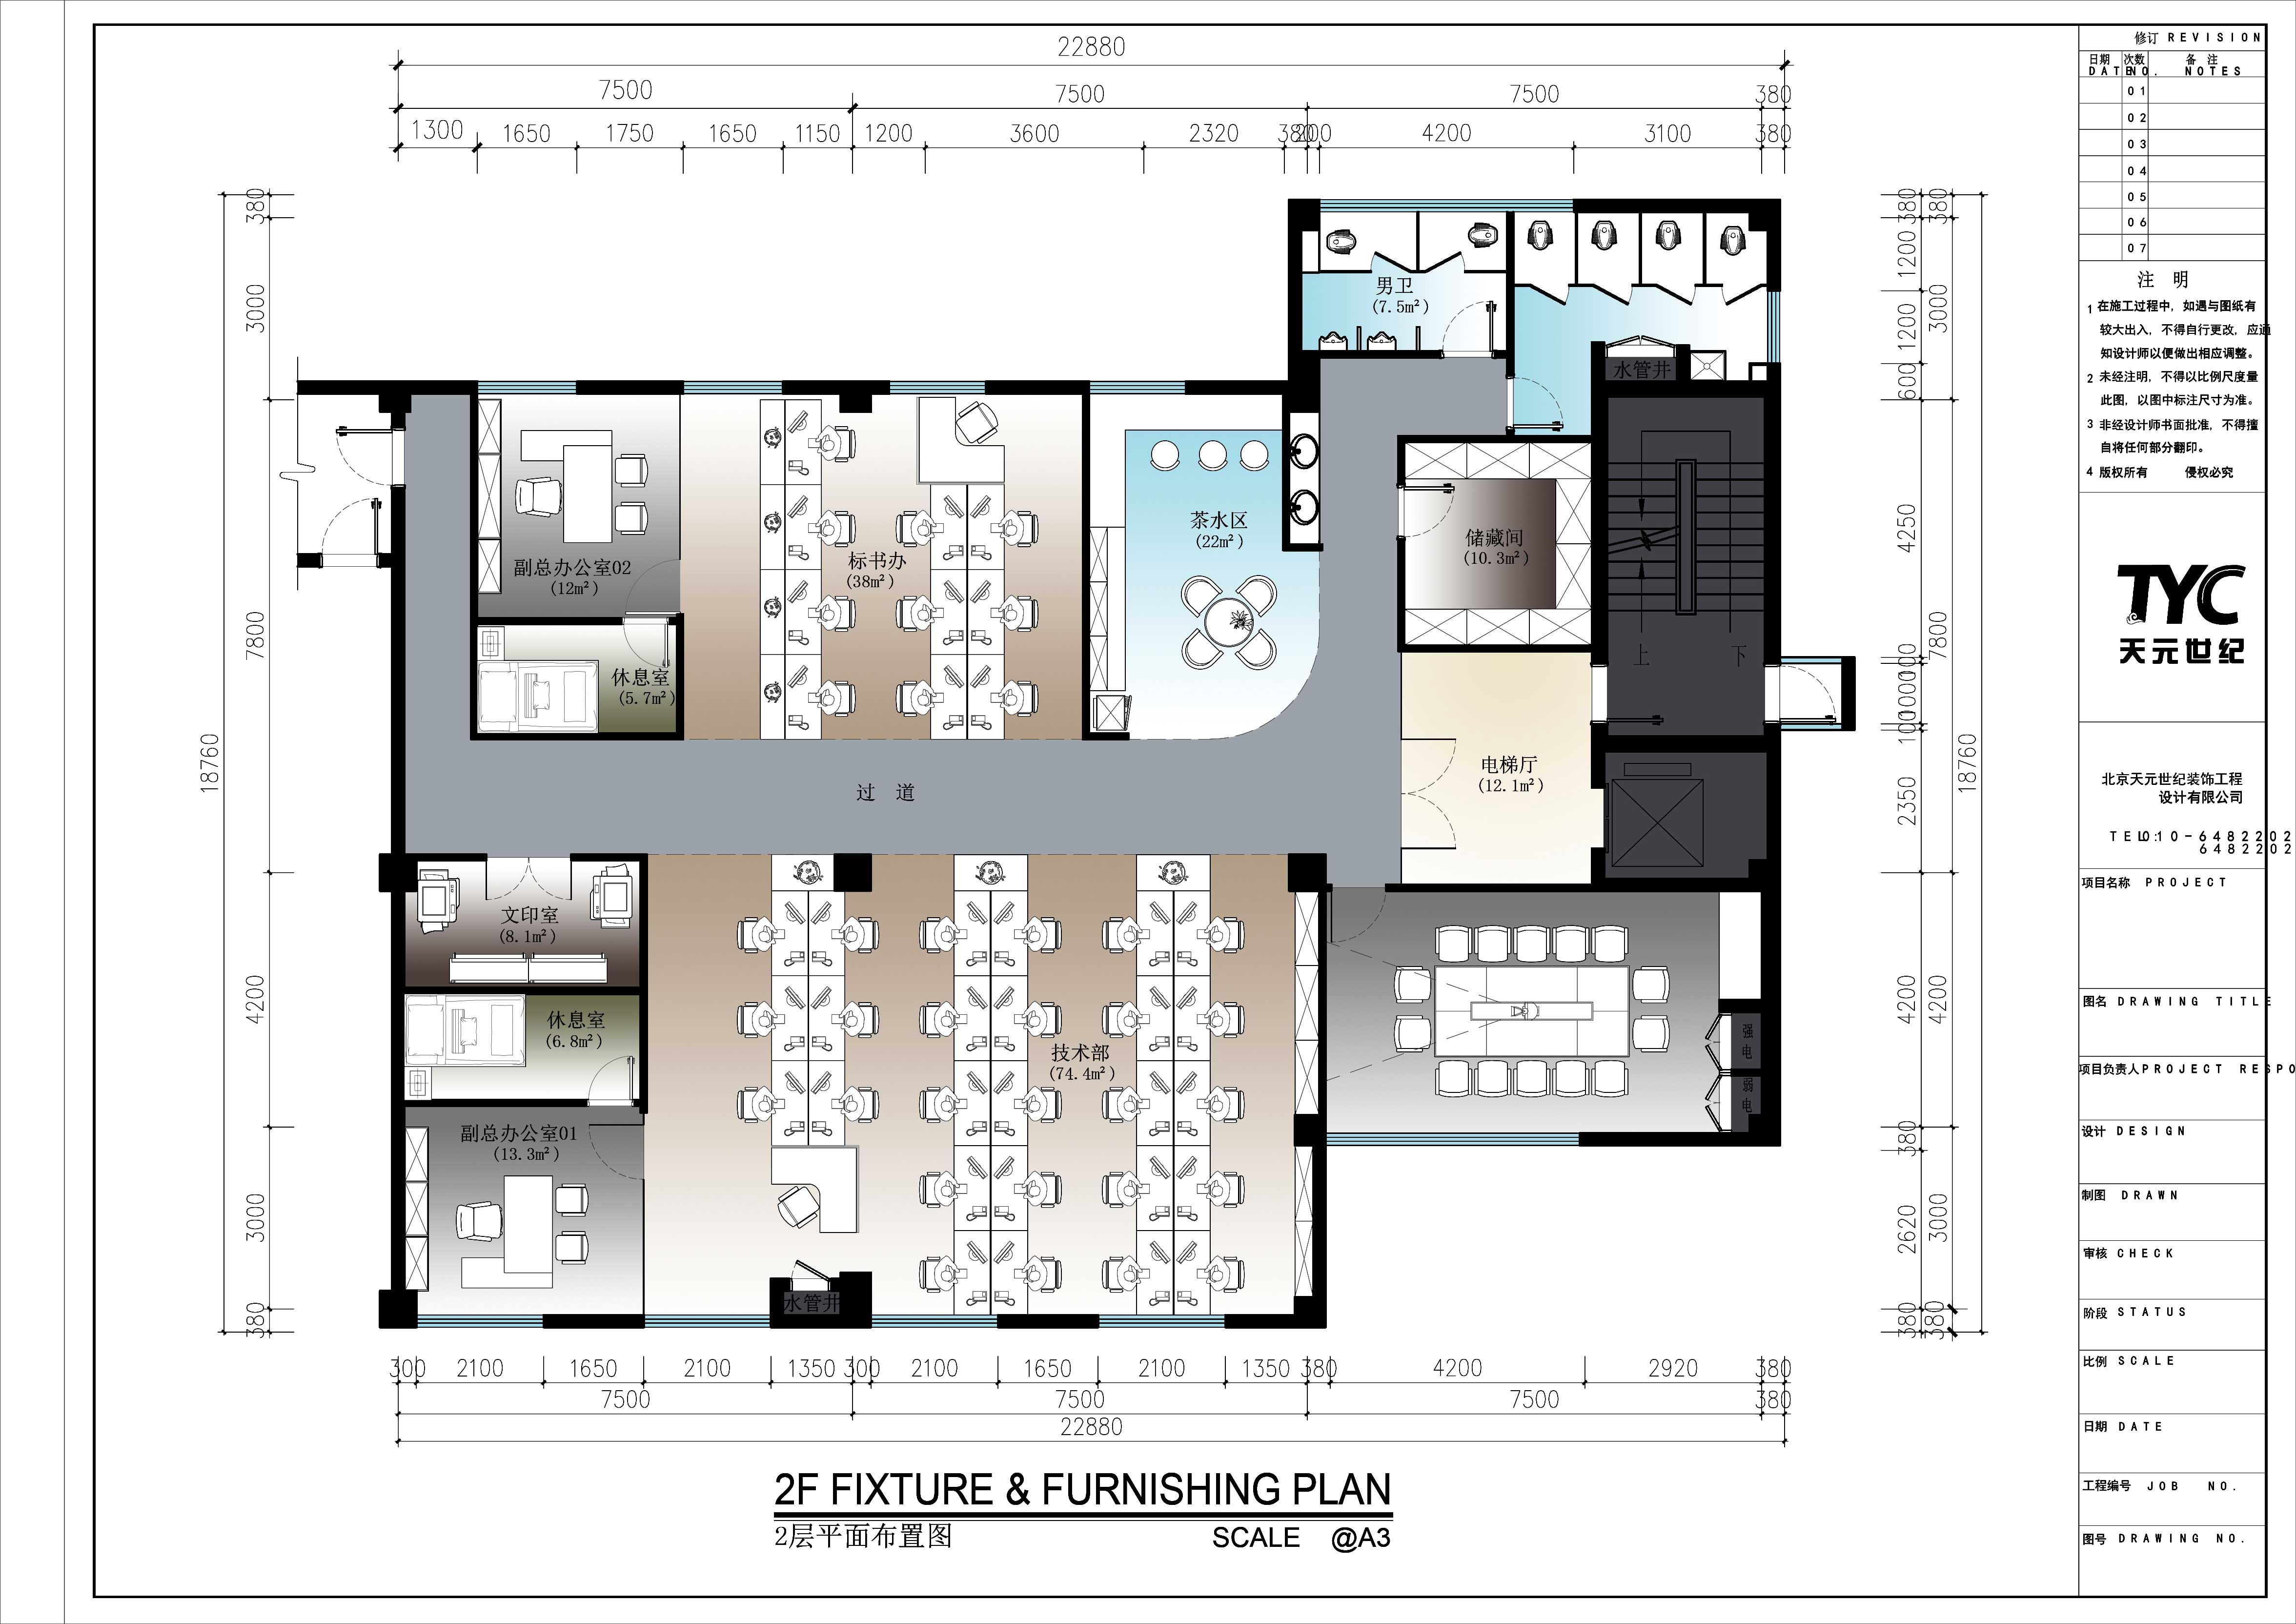 22880
7500 7500 7500 380
1300 1650 1750 1650 1150 1200 3600 2320 380 200 4200 3100 380
380
3000
7800
4200
3000
380
18760
380
1200
1200
600
4250
100
1000
100
2350
4200
380
2620
380
380
3000
7800
4200
3000
380
18760
男卫
(7.5m²)
水管井
副总办公室02
(12m²)
休息室
(5.7m²)
标书办
(38m²)
茶水区
(22m²)
储藏间
(10.3m²)
上 下
电梯厅
(12.1m²)
过 道
文印室
(8.1m²)
休息室
(6.8m²)
副总办公室01
(13.3m²)
技术部
(74.4m²)
强
电
弱
电
水管井
300 2100 1650 2100 1350 300 2100 1650 2100 1350 380 4200 2920 380
7500 7500 7500 380
22880
2F FIXTURE & FURNISHING PLAN
2层平面布置图 SCALE @A3
修订 REVISION
日期 次数 备 注
DATE NO. NOTES
01
02
03
04
05
06
07
注 明
1 在施工过程中，如遇与图纸有
较大出入，不得自行更改，应通
知设计师以便做出相应调整。
2 未经注明，不得以比例尺度量
此图，以图中标注尺寸为准。
3 非经设计师书面批准，不得擅
自将任何部分翻印。
4 版权所有 侵权必究
TYC
天元世纪
北京天元世纪装饰工程
设计有限公司
TEL:010-6482202
6482202
项目名称 PROJECT
图名 DRAWING TITLE
项目负责人 PROJECT RESPO
设计 DESIGN
制图 DRAWN
审核 CHECK
阶段 STATUS
比例 SCALE
日期 DATE
工程编号 JOB NO.
图号 DRAWING NO.